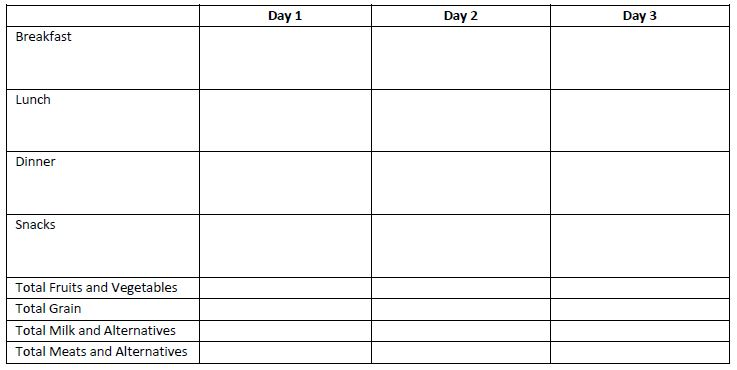 Day 1 Day 2 Day 3
Breakfast
Lunch
Dinner
Snacks
Total Fruits and Vegetables
Total Grain
Total Milk and Alternatives
Total Meats and Alternatives